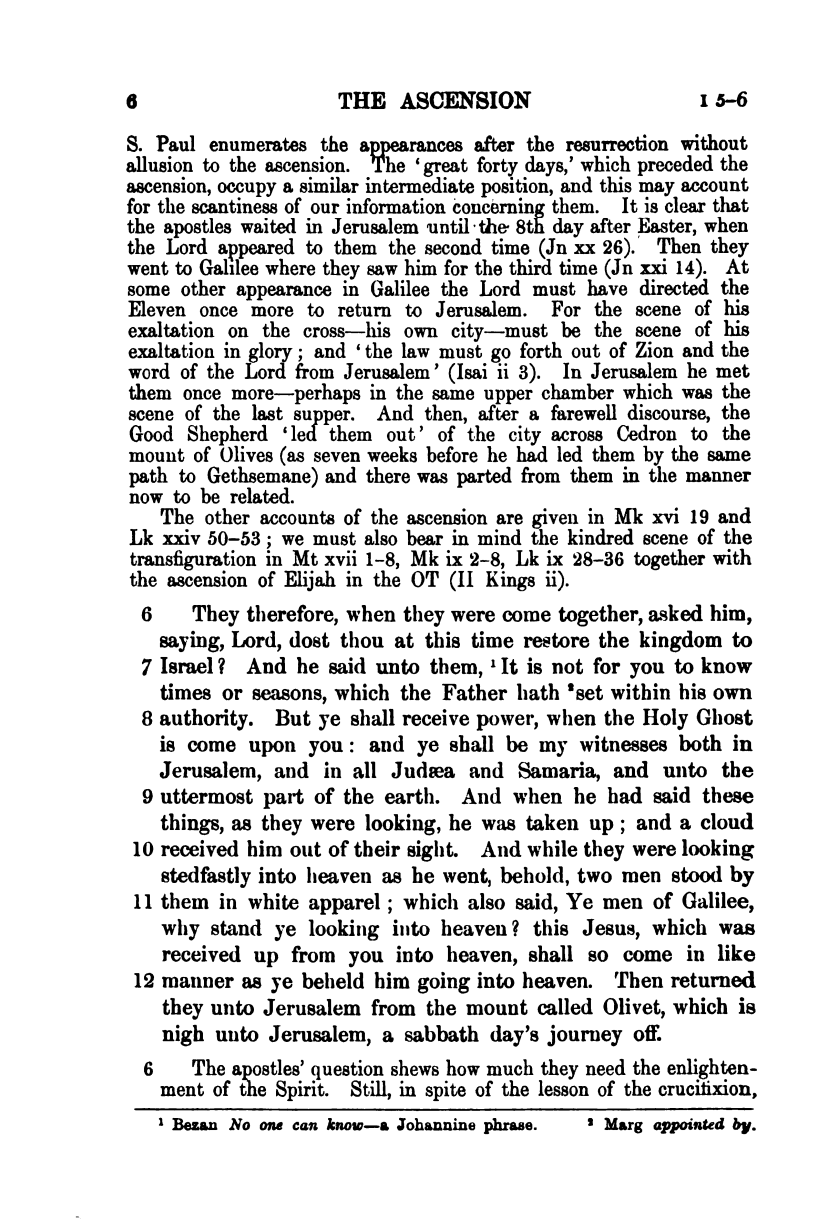 6 THE ASCENSION I 5–6
S. Paul enumerates the appearances after the resurrection without
allusion to the ascension. The ‘great forty days,’ which preceded the
ascension, occupy a similar intermediate position, and this may account
for the scantiness of our information concerning them. It is clear that
the apostles waited in Jerusalem until the 8th day after Easter, when
the Lord appeared to them the second time (Jn xx 26). Then they
went to Galilee where they saw him for the third time (Jn xxi 14). At
some other appearance in Galilee the Lord must have directed the
Eleven once more to return to Jerusalem. For the scene of his
exaltation on the cross—his own city—must be the scene of his
exaltation in glory; and ‘the law must go forth out of Zion and the
word of the Lord from Jerusalem’ (Isai ii 3). In Jerusalem he met
them once more—perhaps in the same upper chamber which was the
scene of the last supper. And then, after a farewell discourse, the
Good Shepherd ‘led them out’ of the city across Cedron to the
mount of Olives (as seven weeks before he had led them by the same
path to Gethsemane) and there was parted from them in the manner
now to be related.
The other accounts of the ascension are given in Mk xvi 19 and
Lk xxiv 50–53; we must also bear in mind the kindred scene of the
transfiguration in Mt xvii 1–8, Mk ix 2–8, Lk ix 28–36 together with
the ascension of Elijah in the OT (II Kings ii).
6 They therefore, when they were come together, asked him,
saying, Lord, dost thou at this time restore the kingdom to
7 Israel? And he said unto them, ¹ It is not for you to know
times or seasons, which the Father hath ²set within his own
8 authority. But ye shall receive power, when the Holy Ghost
is come upon you: and ye shall be my witnesses both in
Jerusalem, and in all Judæa and Samaria, and unto the
9 uttermost part of the earth. And when he had said these
things, as they were looking, he was taken up; and a cloud
10 received him out of their sight. And while they were looking
stedfastly into heaven as he went, behold, two men stood by
11 them in white apparel; which also said, Ye men of Galilee,
why stand ye looking into heaven? this Jesus, which was
received up from you into heaven, shall so come in like
12 manner as ye beheld him going into heaven. Then returned
they unto Jerusalem from the mount called Olivet, which is
nigh unto Jerusalem, a sabbath day's journey off.
6 The apostles' question shews how much they need the enlighten-
ment of the Spirit. Still, in spite of the lesson of the crucifixion,
¹ Bezan No one can know—a Johannine phrase. ² Marg appointed by.